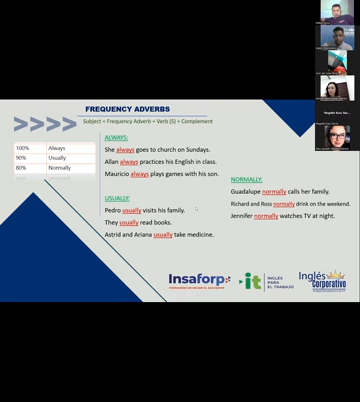 FREQUENCY ADVERBS
Subject + Frequency Adverb + Verb (S) + Complement
>>>>
100% Always
90% Usually
80% Normally
ALWAYS:
She always goes to church on Sundays.
Allan always practices his English in class.
Mauricio always plays games with his son.
USUALLY:
Pedro usually visits his family.
They usually read books.
Astrid and Ariana usually take medicine.
NORMALLY:
Guadalupe normally calls her family.
Richard and Ross normally drink on the weekend.
Jennifer normally watches TV at night.
Insaforp
it
INGLÉS
PARA
EL TRABAJO
Inglés
Corporativo